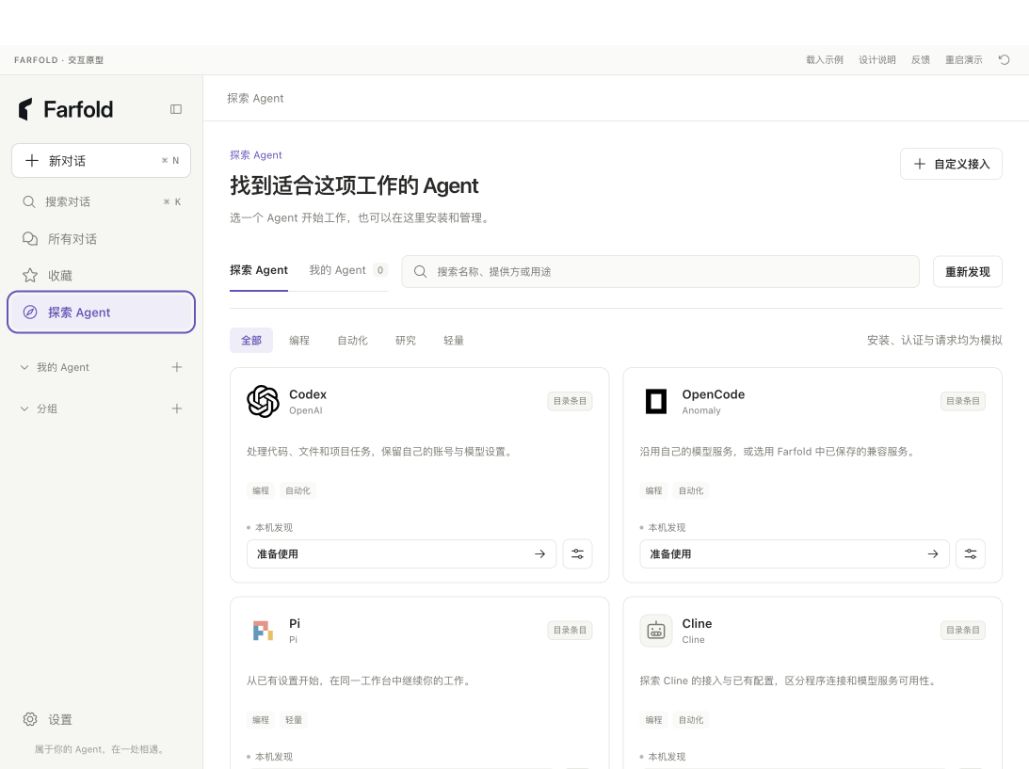 FARFOLD · 交互原型
载入示例 设计说明 反馈 重启演示
Farfold
新对话 ⌘ N
搜索对话 ⌘ K
所有对话
收藏
探索 Agent
我的 Agent
分组
设置
属于你的 Agent，在一处相遇。
探索 Agent
探索 Agent
找到适合这项工作的 Agent
选一个 Agent 开始工作，也可以在这里安装和管理。
自定义接入
探索 Agent 我的 Agent 0
搜索名称、提供方或用途
重新发现
全部 编程 自动化 研究 轻量
安装、认证与请求均为模拟
Codex
OpenAI
目录条目
处理代码、文件和项目任务，保留自己的账号与模型设置。
编程 自动化
本机发现
准备使用
OpenCode
Anomaly
目录条目
沿用自己的模型服务，或选用 Farfold 中已保存的兼容服务。
编程 自动化
本机发现
准备使用
Pi
Pi
目录条目
从已有设置开始，在同一工作台中继续你的工作。
编程 轻量
本机发现
Cline
Cline
目录条目
探索 Cline 的接入与已有配置，区分程序连接和模型服务可用性。
编程 自动化
本机发现